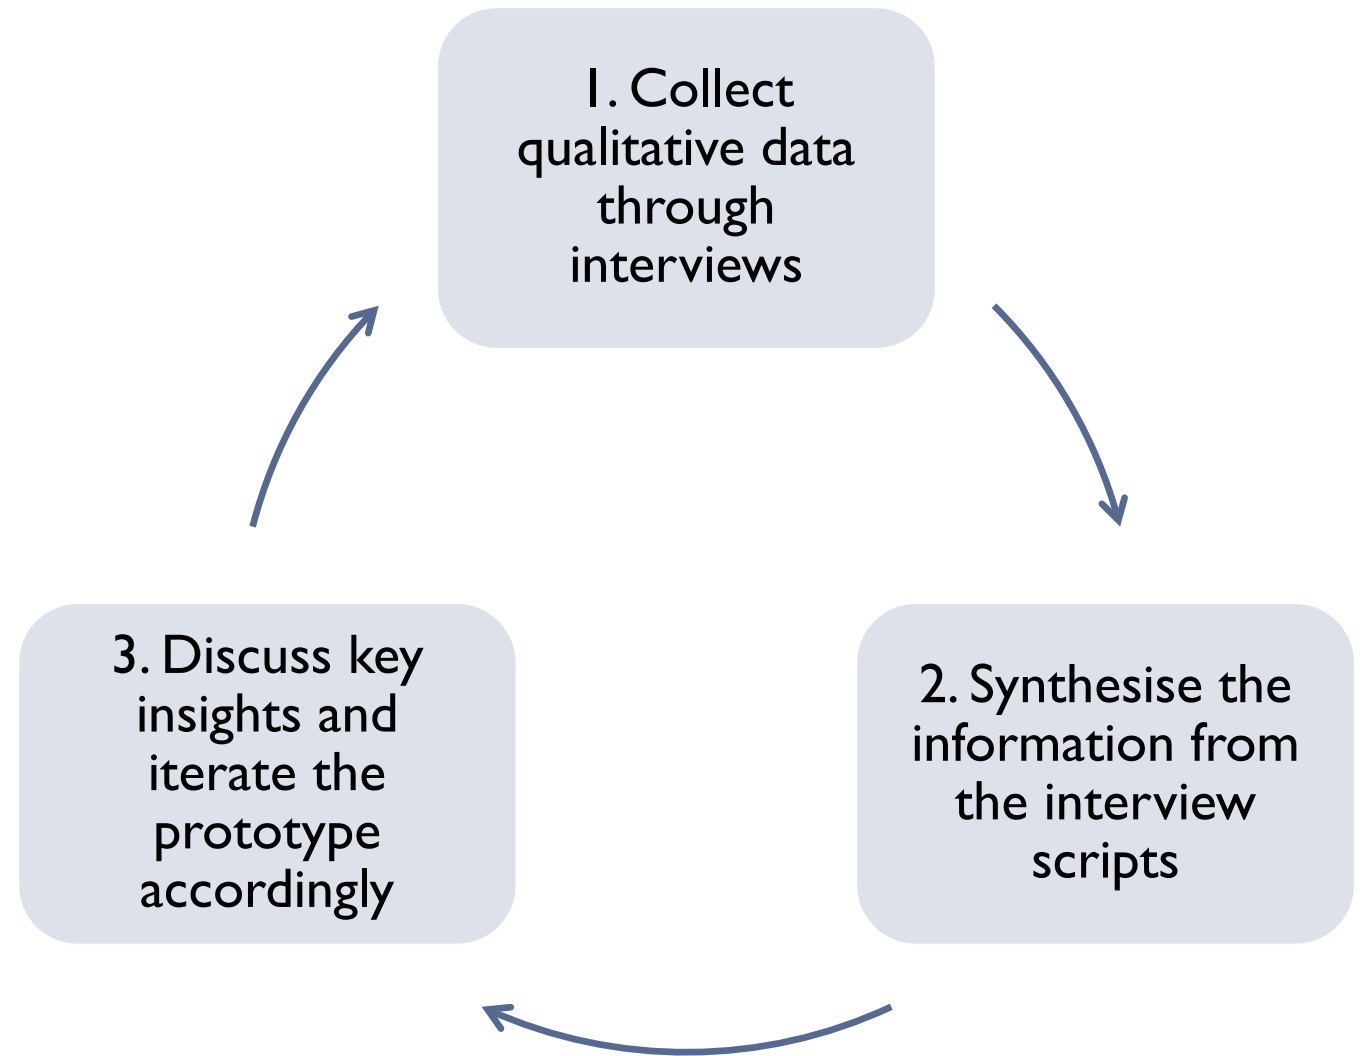 1. Collect
qualitative data
through
interviews
2. Synthesise the
information from
the interview
scripts
3. Discuss key
insights and
iterate the
prototype
accordingly